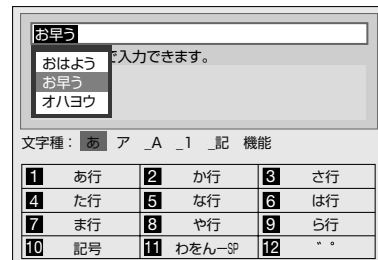 お早う
おはよう
で入力できます。
お早う
オハヨウ
文字種： あ ア _A _1 _記 機能
1 あ行 2 か行 3 さ行
4 た行 5 な行 6 は行
7 ま行 8 や行 9 ら行
10 記号 11 わをんーSP 12 ゛゜